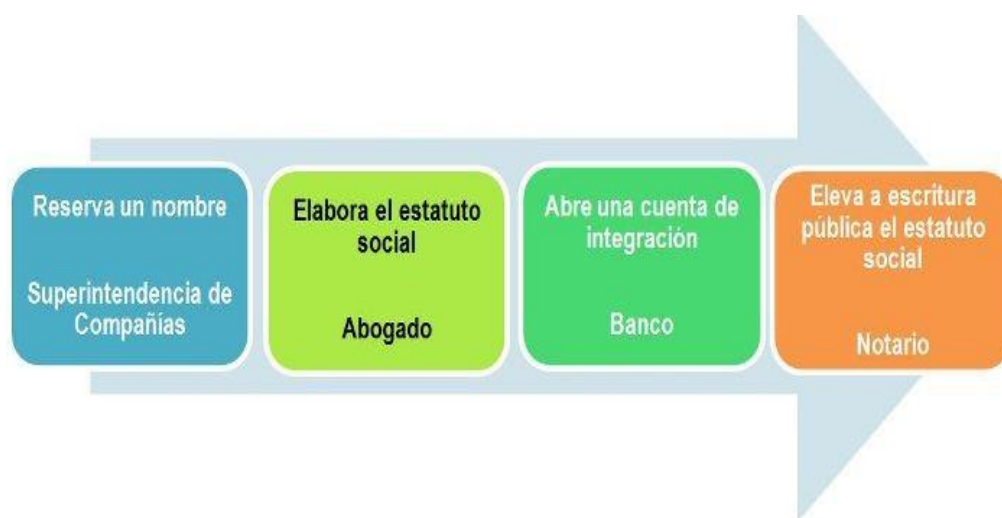 Reserva un nombre
Superintendencia de
Compañías
Elabora el estatuto
social
Abogado
Abre una cuenta de
integración
Banco
Eleva a escritura
pública el estatuto
social
Notario